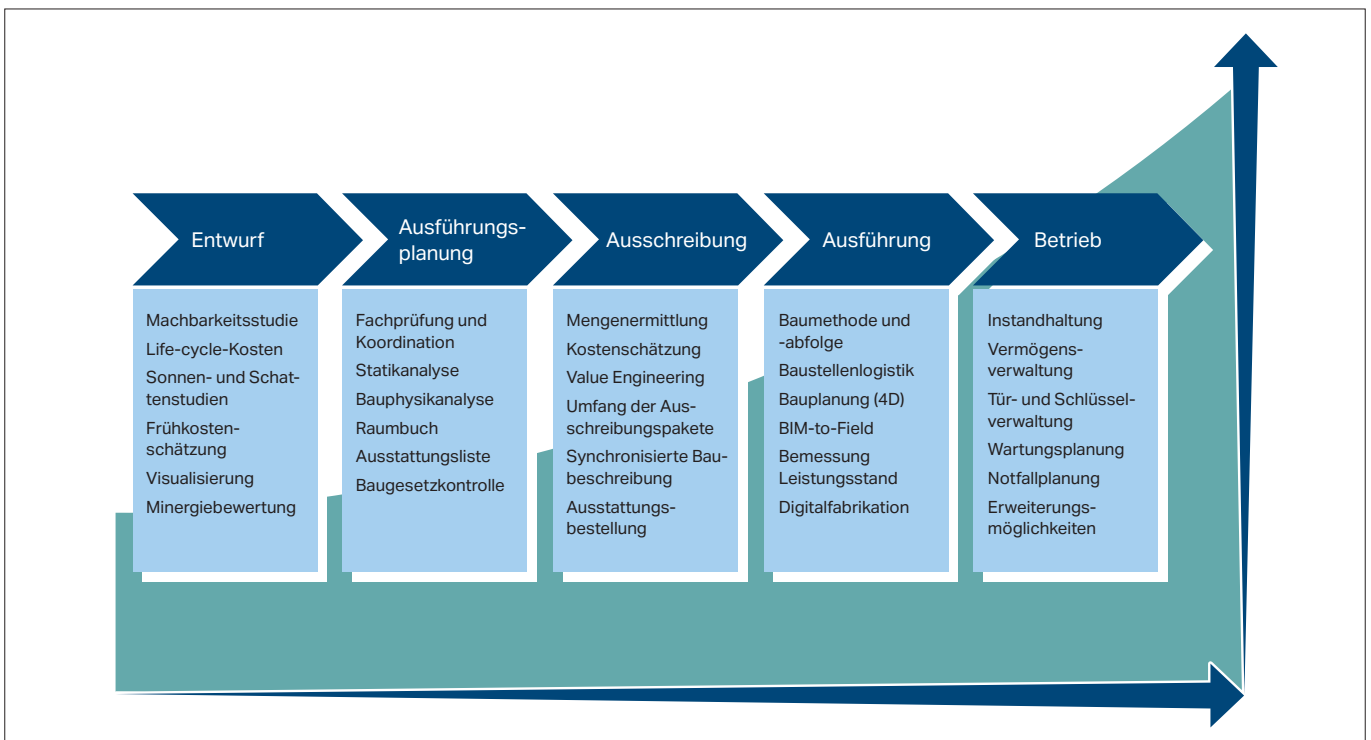 Entwurf
Machbarkeitsstudie
Life-cycle-Kosten
Sonnen- und Schat-
tenstudien
Frühkosten-
schätzung
Visualisierung
Minergiebewertung
Ausführungs-
planung
Fachprüfung und
Koordination
Statikanalyse
Bauphysikanalyse
Raumbuch
Ausstattungsliste
Baugesetzkontrolle
Ausschreibung
Mengenermittlung
Kostenschätzung
Value Engineering
Umfang der Aus-
schreibungspakete
Synchronisierte Bau-
beschreibung
Ausstattungs-
bestellung
Ausführung
Baumethode und
-abfolge
Baustellenlogistik
Bauplanung (4D)
BIM-to-Field
Bemessung
Leistungsstand
Digitalfabrikation
Betrieb
Instandhaltung
Vermögens-
verwaltung
Tür- und Schlüssel-
verwaltung
Wartungsplanung
Notfallplanung
Erweiterungs-
möglichkeiten